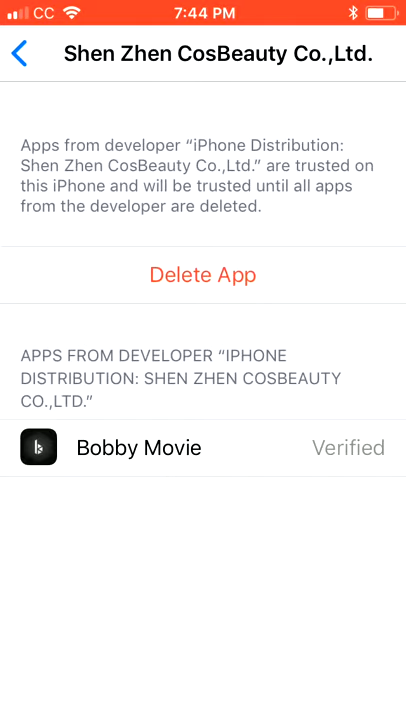 CC 7:44 PM
Shen Zhen CosBeauty Co.,Ltd.
Apps from developer “iPhone Distribution:
Shen Zhen CosBeauty Co.,Ltd.” are trusted on
this iPhone and will be trusted until all apps
from the developer are deleted.
Delete App
APPS FROM DEVELOPER “IPHONE
DISTRIBUTION: SHEN ZHEN COSBEAUTY
CO.,LTD.”
Bobby Movie Verified